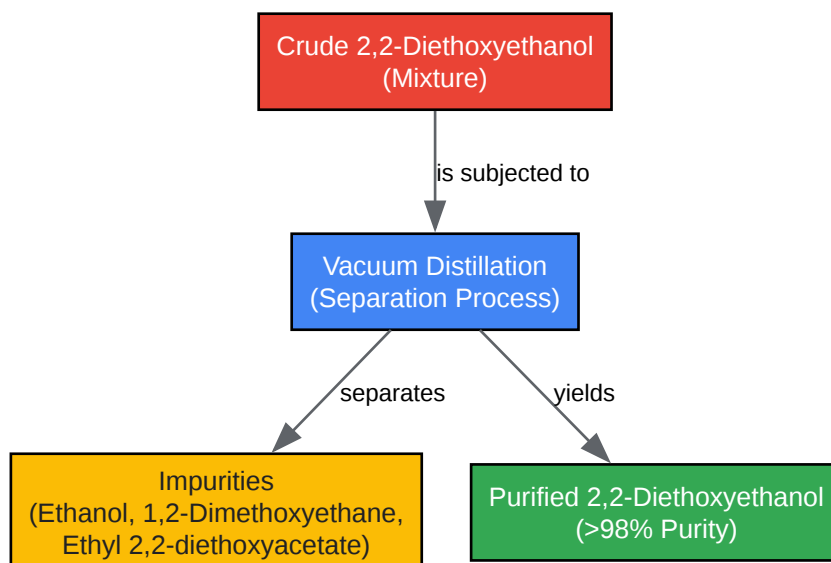 Crude 2,2-Diethoxyethanol
(Mixture)
is subjected to
Vacuum Distillation
(Separation Process)
separates
yields
Impurities
(Ethanol, 1,2-Dimethoxyethane,
Ethyl 2,2-diethoxyacetate)
Purified 2,2-Diethoxyethanol
(>98% Purity)